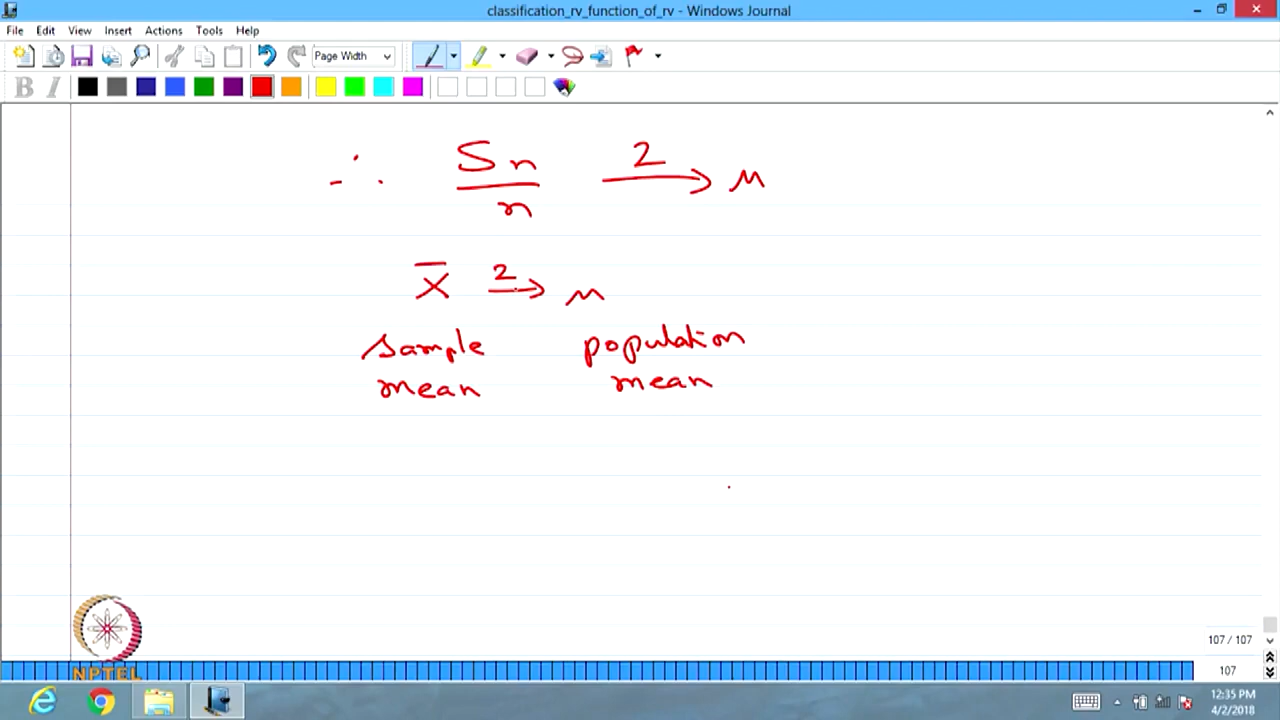 classification_rv_function_of_rv - Windows Journal
File Edit View Insert Actions Tools Help
Page Width
B I
∴ Sn/n 2→ μ
X̄ 2→ μ
sample mean
population mean
NPTEL
107 / 107
107
12:35 PM
4/2/2018